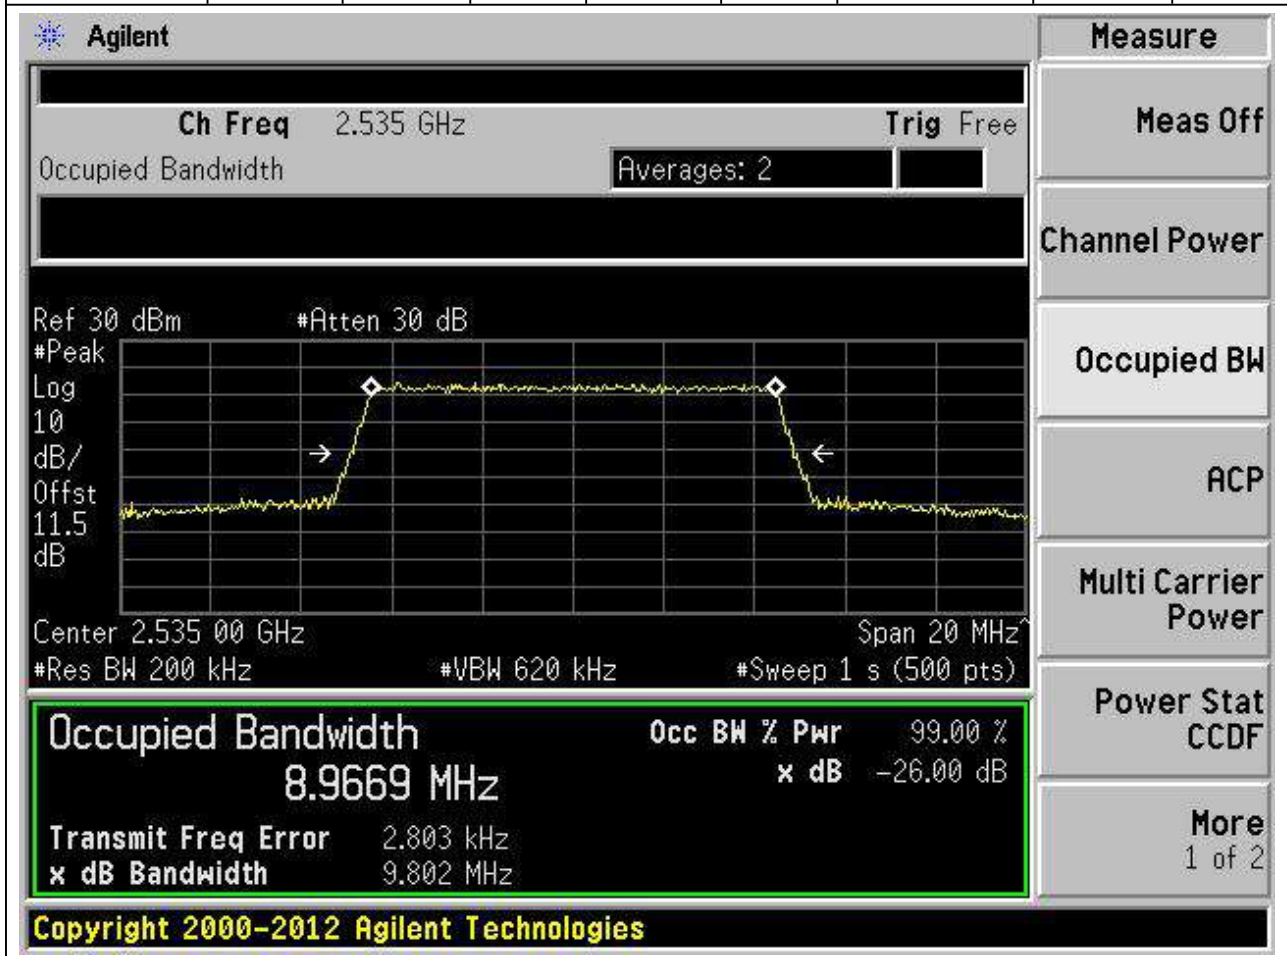 Agilent
Measure
Ch Freq 2.535 GHz
Trig Free
Meas Off
Occupied Bandwidth
Averages: 2
Channel Power
Ref 30 dBm #Atten 30 dB
#Peak
Log
10
dB/
Offst
11.5
dB
Occupied BW
ACP
Multi Carrier
Power
Center 2.535 00 GHz
Span 20 MHz^
#Res BW 200 kHz #VBW 620 kHz #Sweep 1 s (500 pts)
Occupied Bandwidth
8.9669 MHz
Occ BW % Pwr 99.00 %
x dB -26.00 dB
Power Stat
CCDF
Transmit Freq Error 2.803 kHz
x dB Bandwidth 9.802 MHz
More
1 of 2
Copyright 2000-2012 Agilent Technologies